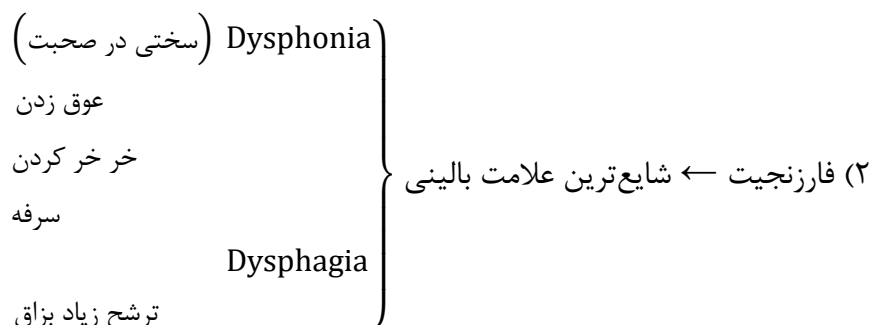 ۲) فارزنجیت ← شایع‌ترین علامت بالینی
Dysphonia (سختی در صحبت)
عوق زدن
خر خر کردن
سرفه
Dysphagia
ترشح زیاد بزاق